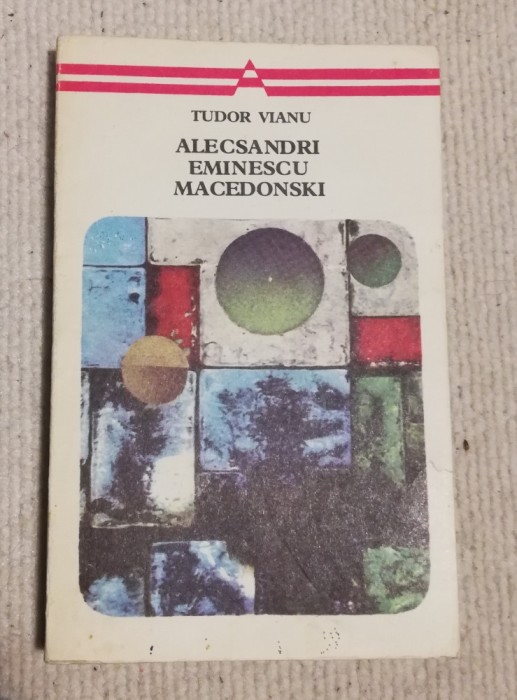 TUDOR VIANU
ALECSANDRI
EMINESCU
MACEDONSKI